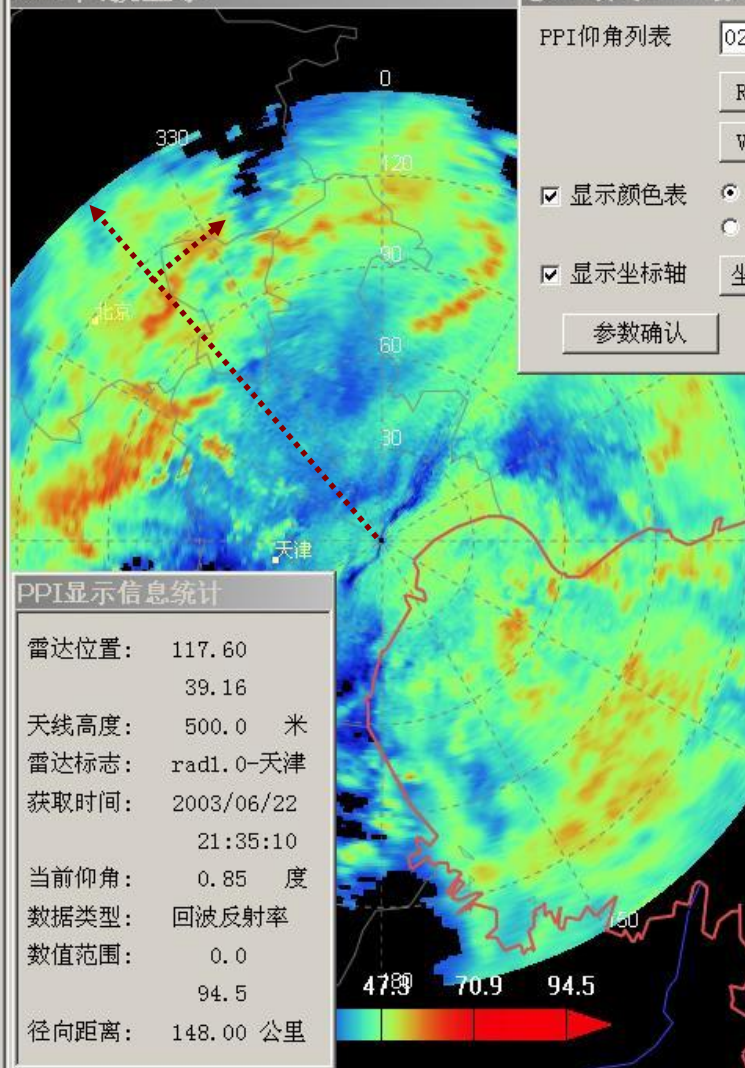 PPI仰角列表
02
R
V
显示颜色表
显示坐标轴
坐
参数确认
0
330
120
90
60
30
北京
天津
PPI显示信息统计
雷达位置: 117.60
39.16
天线高度: 500.0 米
雷达标志: rad1.0-天津
获取时间: 2003/06/22
21:35:10
当前仰角: 0.85 度
数据类型: 回波反射率
数值范围: 0.0
94.5
径向距离: 148.00 公里
150
180
70.9
94.5